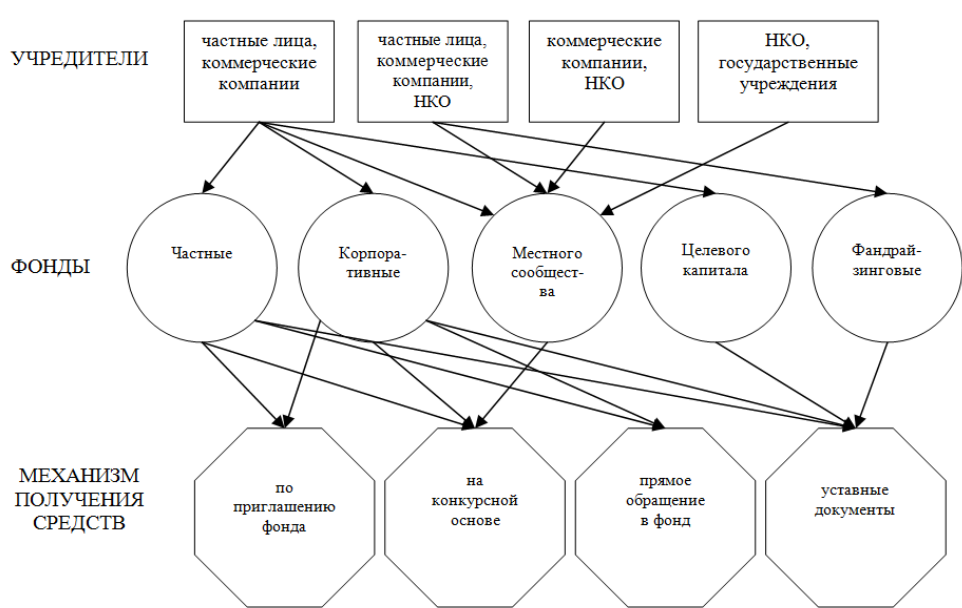 УЧРЕДИТЕЛИ
частные лица,
коммерческие
компании
частные лица,
коммерческие
компании,
НКО
коммерческие
компании,
НКО
НКО,
государственные
учреждения
ФОНДЫ
Частные
Корпора-
тивные
Местного
сообщест-
ва
Целевого
капитала
Фандрай-
зинговые
МЕХАНИЗМ
ПОЛУЧЕНИЯ
СРЕДСТВ
по
приглашению
фонда
на
конкурсной
основе
прямое
обращение
в фонд
уставные
документы